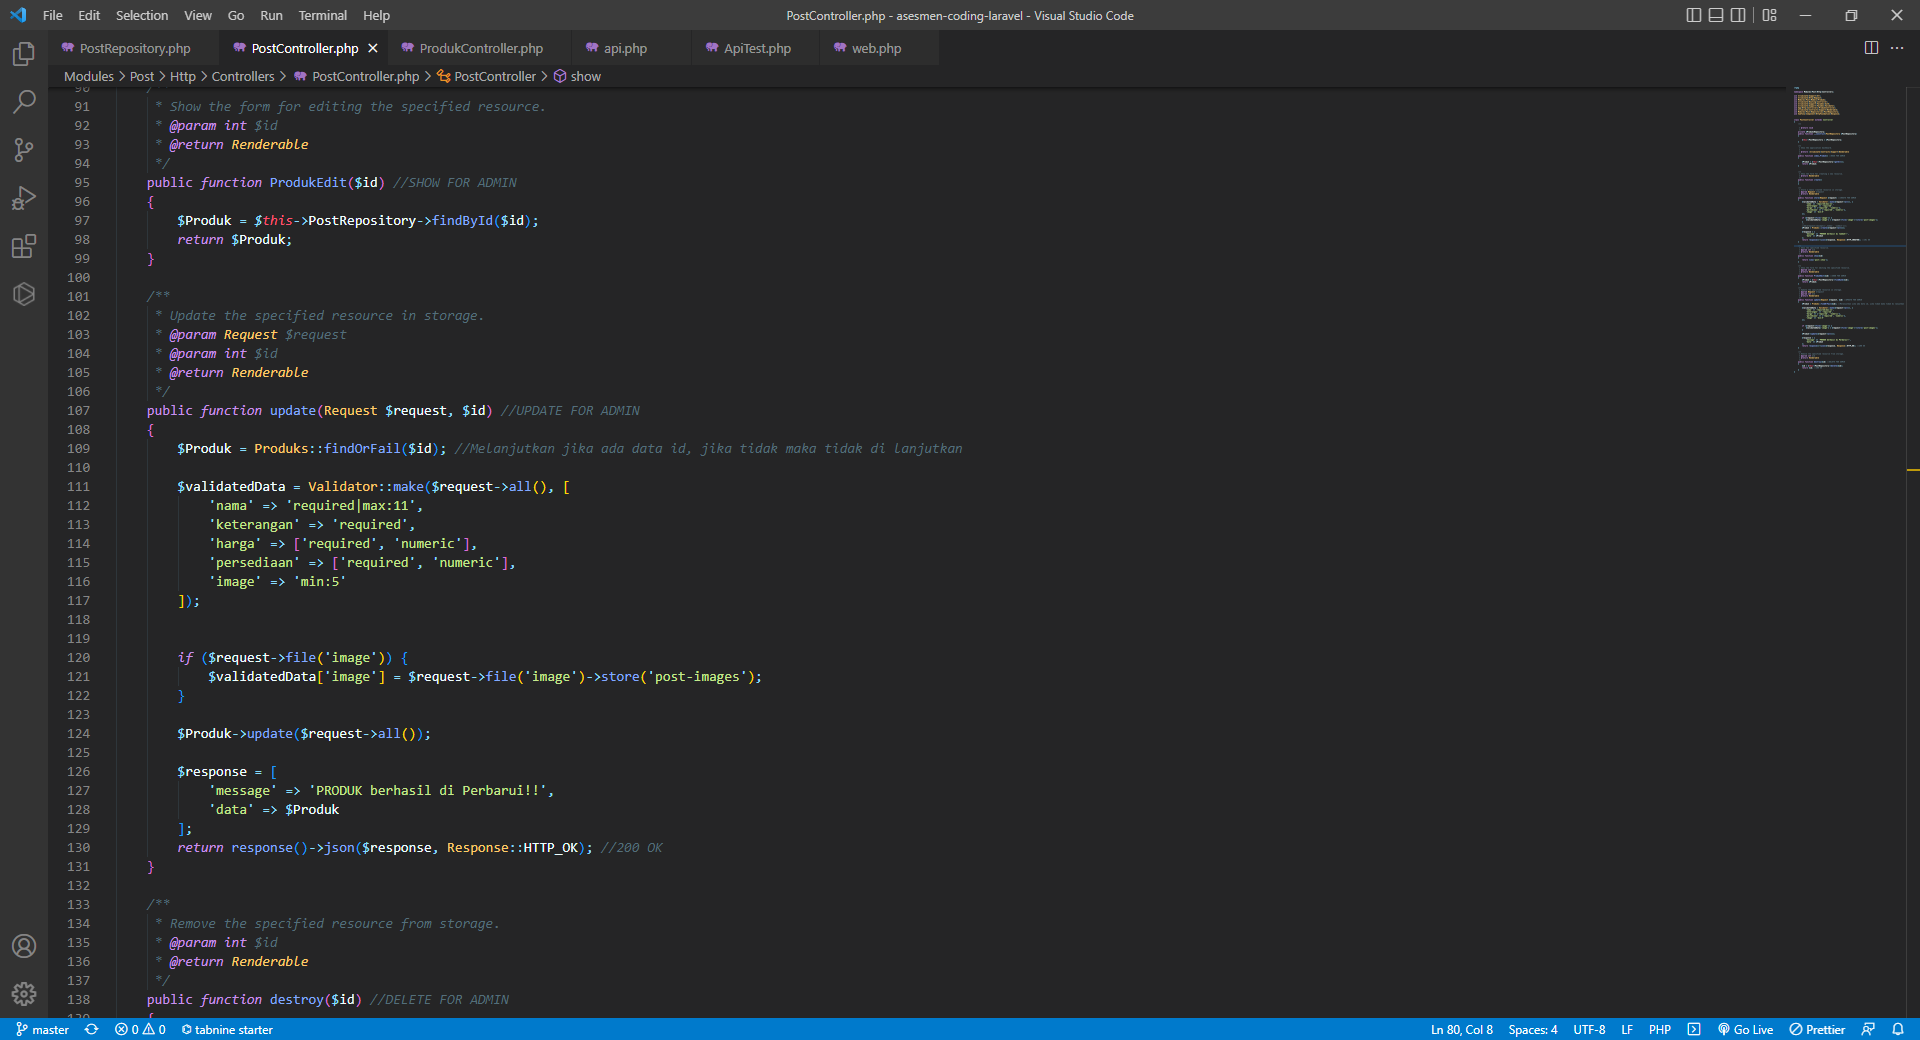 File Edit Selection View Go Run Terminal Help
PostController.php - asesmen-coding-laravel - Visual Studio Code
PostRepository.php PostController.php ProdukController.php api.php ApiTest.php web.php
Modules > Post > Http > Controllers > PostController.php > PostController > show
90 /**
91 * Show the form for editing the specified resource.
92 * @param int $id
93 * @return Renderable
94 */
95 public function ProdukEdit($id) //SHOW FOR ADMIN
96 {
97 $Produk = $this->PostRepository->findById($id);
98 return $Produk;
99 }
100
101 /**
102 * Update the specified resource in storage.
103 * @param Request $request
104 * @param int $id
105 * @return Renderable
106 */
107 public function update(Request $request, $id) //UPDATE FOR ADMIN
108 {
109 $Produk = Produks::findOrFail($id); //Melanjutkan jika ada data id, jika tidak maka tidak di lanjutkan
110
111 $validatedData = Validator::make($request->all(), [
112 'nama' => 'required|max:11',
113 'keterangan' => 'required',
114 'harga' => ['required', 'numeric'],
115 'persediaan' => ['required', 'numeric'],
116 'image' => 'min:5'
117 ]);
118
119
120 if ($request->file('image')) {
121 $validatedData['image'] = $request->file('image')->store('post-images');
122 }
123
124 $Produk->update($request->all());
125
126 $response = [
127 'message' => 'PRODUK berhasil di Perbarui!!',
128 'data' => $Produk
129 ];
130 return response()->json($response, Response::HTTP_OK); //200 OK
131 }
132
133 /**
134 * Remove the specified resource from storage.
135 * @param int $id
136 * @return Renderable
137 */
138 public function destroy($id) //DELETE FOR ADMIN
139 {
master 0 0 tabnine starter Ln 80, Col 8 Spaces: 4 UTF-8 LF PHP Go Live Prettier